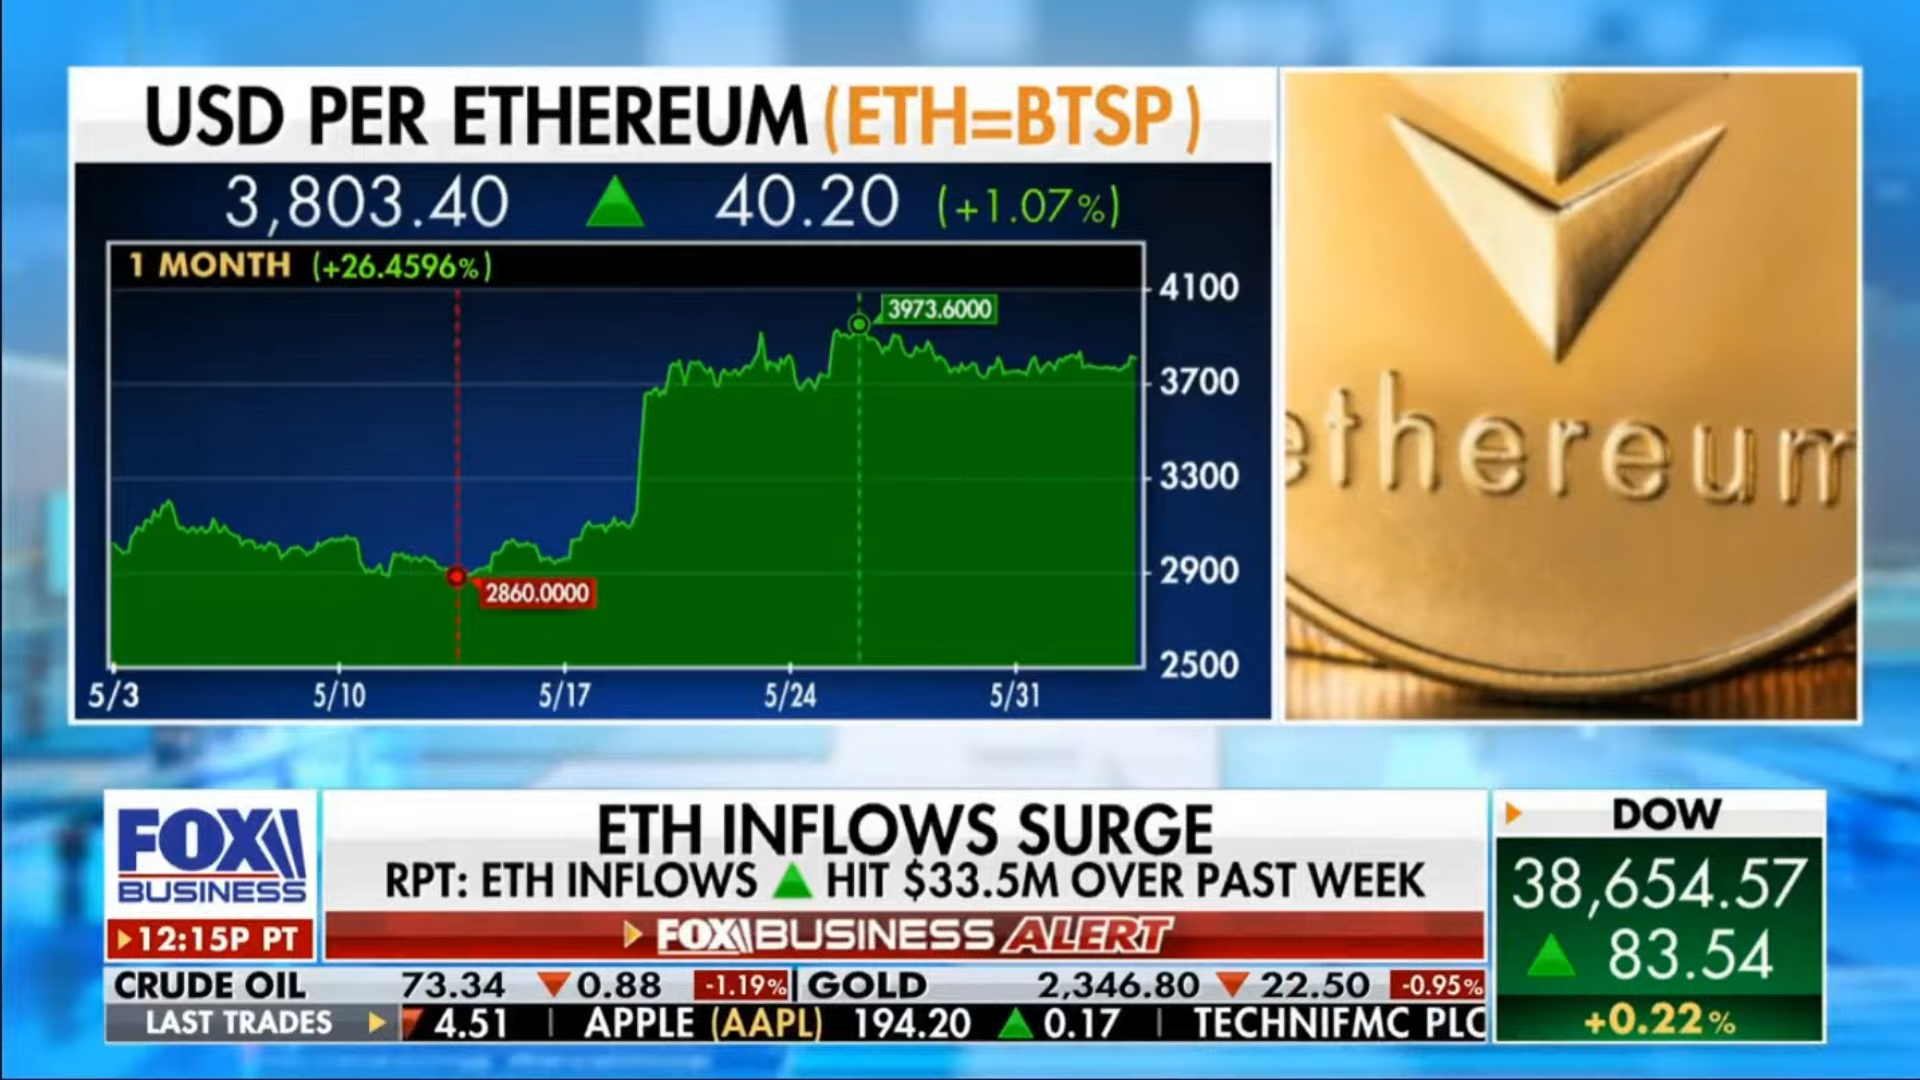 USD PER ETHEREUM (ETH=BTSP)
3,803.40 ▲ 40.20 (+1.07%)
1 MONTH (+26.4596%)
3973.6000
2860.0000
4100
3700
3300
2900
2500
5/3 5/10 5/17 5/24 5/31
ethereum
FOX
BUSINESS
12:15P PT
ETH INFLOWS SURGE
RPT: ETH INFLOWS ▲ HIT $33.5M OVER PAST WEEK
FOX BUSINESS ALERT
CRUDE OIL 73.34 ▼ 0.88 -1.19% GOLD 2,346.80 ▼ 22.50 -0.95%
LAST TRADES ▼ 4.51 | APPLE (AAPL) 194.20 ▲ 0.17 | TECHNIFMC PLC
DOW
38,654.57
▲ 83.54
+0.22%